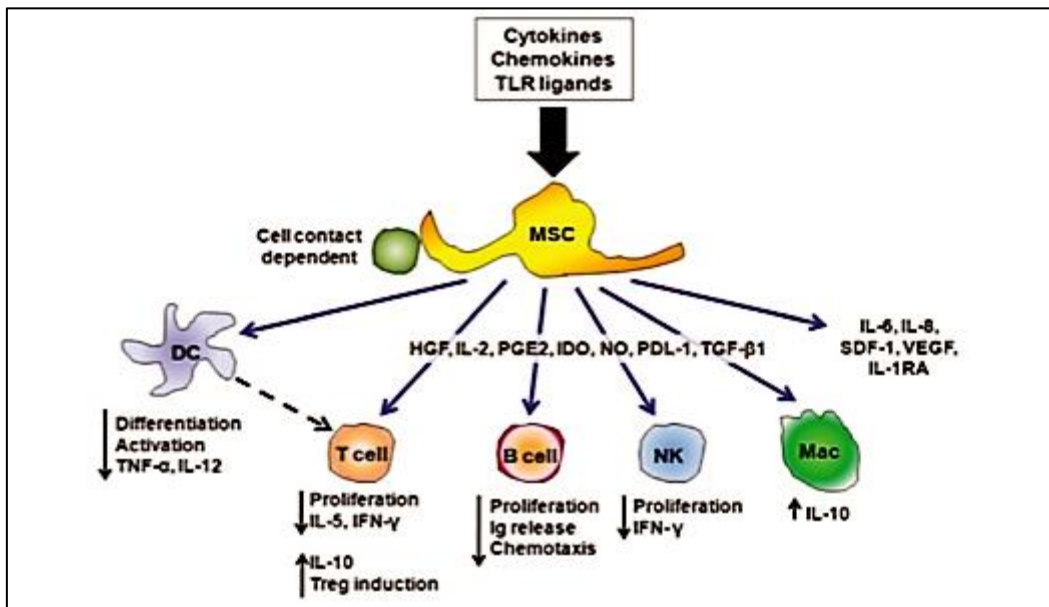 Cytokines
Chemokines
TLR ligands
MSC
Cell contact
dependent
DC
HGF, IL-2, PGE2, IDO, NO, PDL-1, TGF-β1
IL-6, IL-8,
SDF-1, VEGF,
IL-1RA
Differentiation
Activation
TNF-α, IL-12
T cell
B cell
NK
Mac
Proliferation
IL-5, IFN-γ
IL-10
Treg induction
Proliferation
Ig release
Chemotaxis
Proliferation
IFN-γ
IL-10